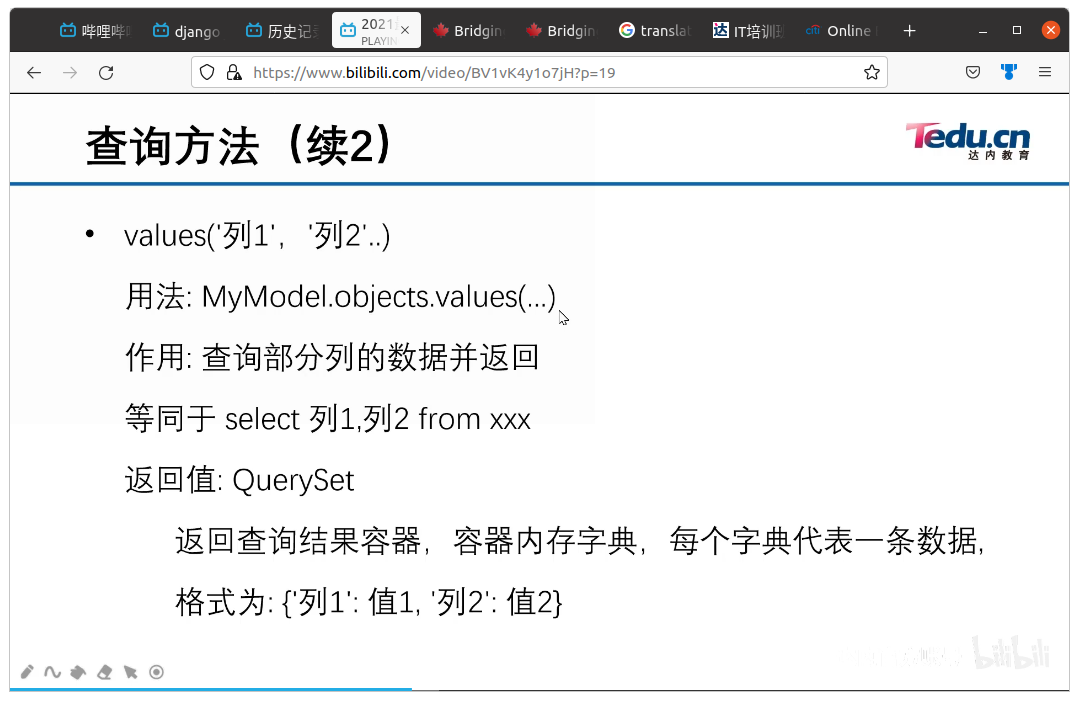 哔哩哔
django
历史记录
2021
PLAYIN
Bridgin
Bridgin
translat
IT培训班
Online
https://www.bilibili.com/video/BV1vK4y1o7jH?p=19
查询方法（续2）
Tedu.cn
达内教育
• values('列1'，'列2'..)
用法: MyModel.objects.values(...)
作用: 查询部分列的数据并返回
等同于 select 列1,列2 from xxx
返回值: QuerySet
返回查询结果容器，容器内存字典，每个字典代表一条数据,
格式为: {'列1': 值1, '列2': 值2}
bilibili